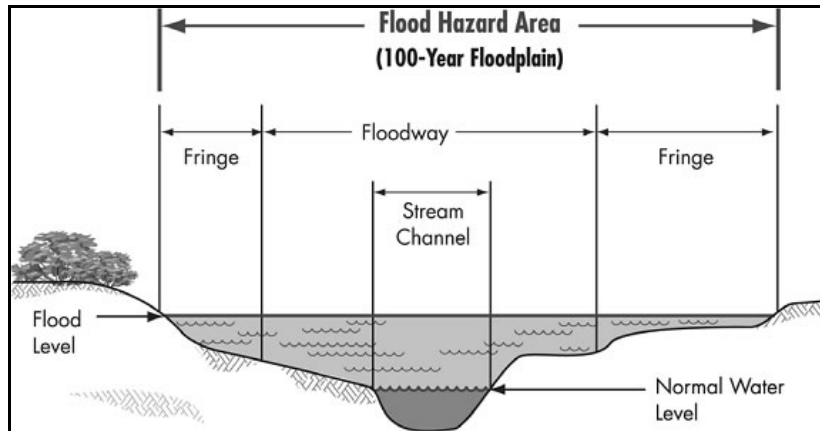 Flood Hazard Area
(100-Year Floodplain)
Floodway
Fringe
Fringe
Stream
Channel
Flood
Level
Normal Water
Level